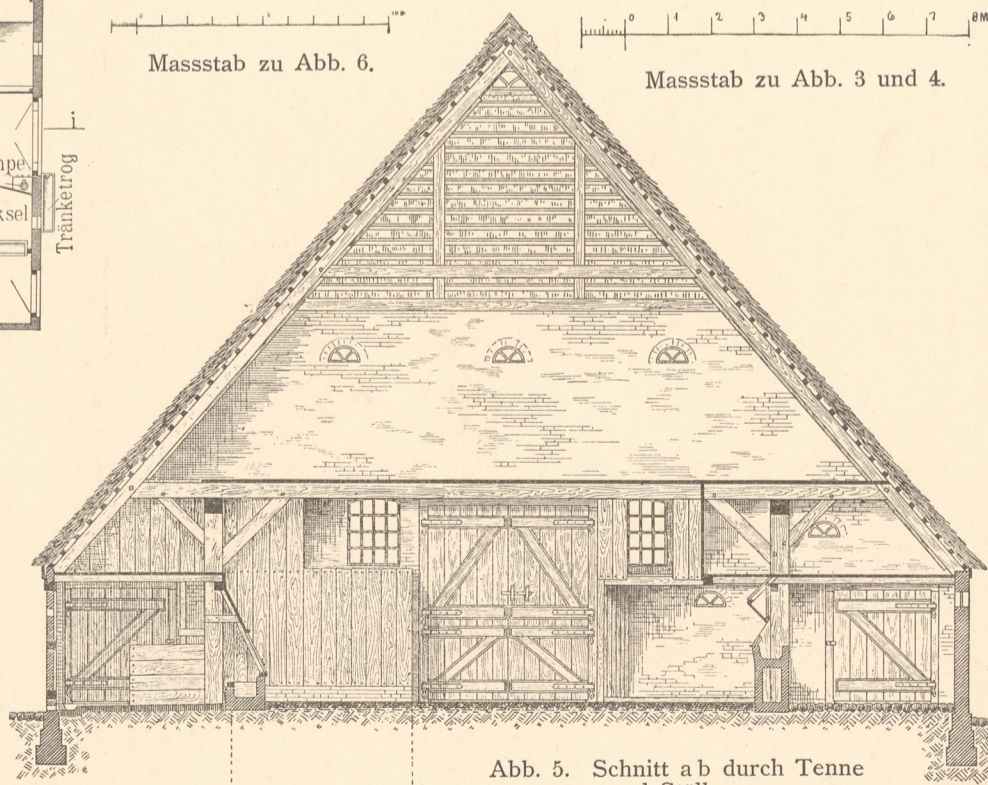 Massstab zu Abb. 6.
0 1 2 3 4 5 6 7 8 M
Massstab zu Abb. 3 und 4.
i
Tränketrog
Abb. 5. Schnitt a b durch Tenne